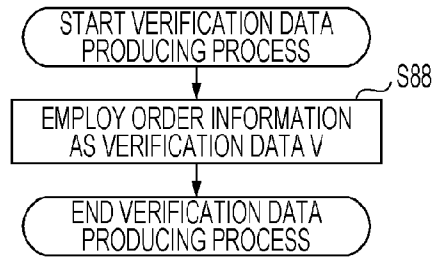 START VERIFICATION DATA
PRODUCING PROCESS
S88
EMPLOY ORDER INFORMATION
AS VERIFICATION DATA V
END VERIFICATION DATA
PRODUCING PROCESS